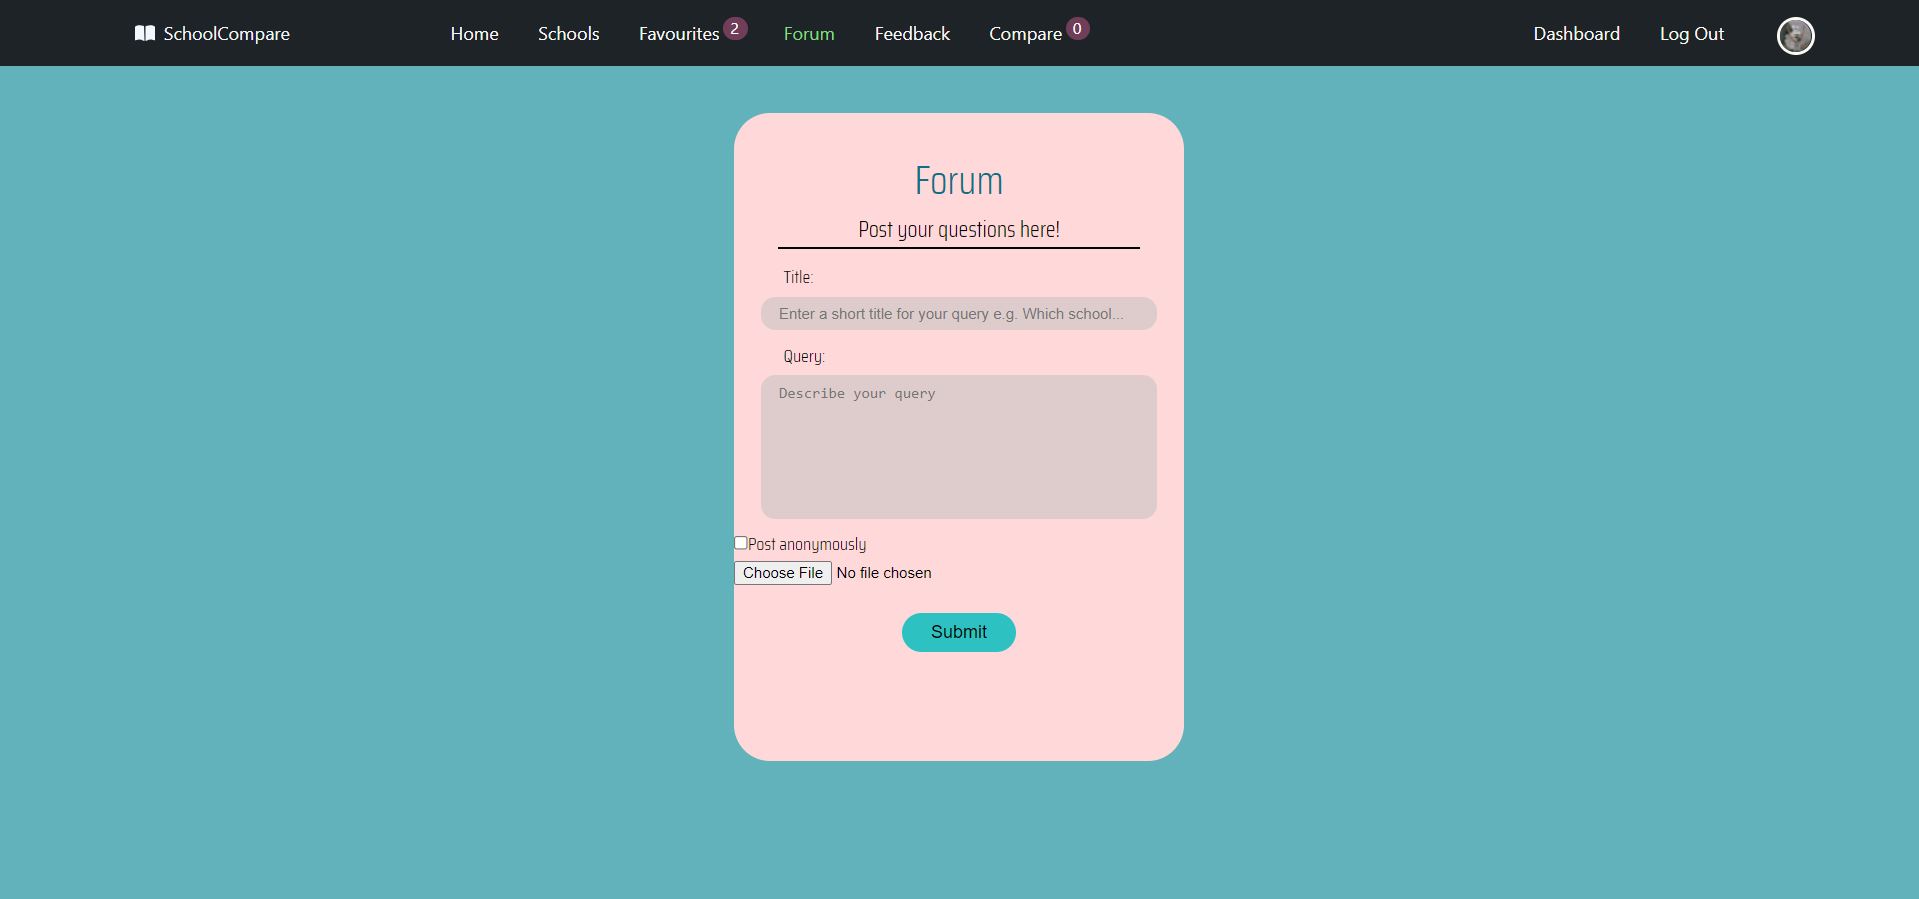 SchoolCompare Home Schools Favourites 2 Forum Feedback Compare 0 Dashboard Log Out
Forum
Post your questions here!
Title:
Enter a short title for your query e.g. Which school...
Query:
Describe your query
Post anonymously
Choose File No file chosen
Submit